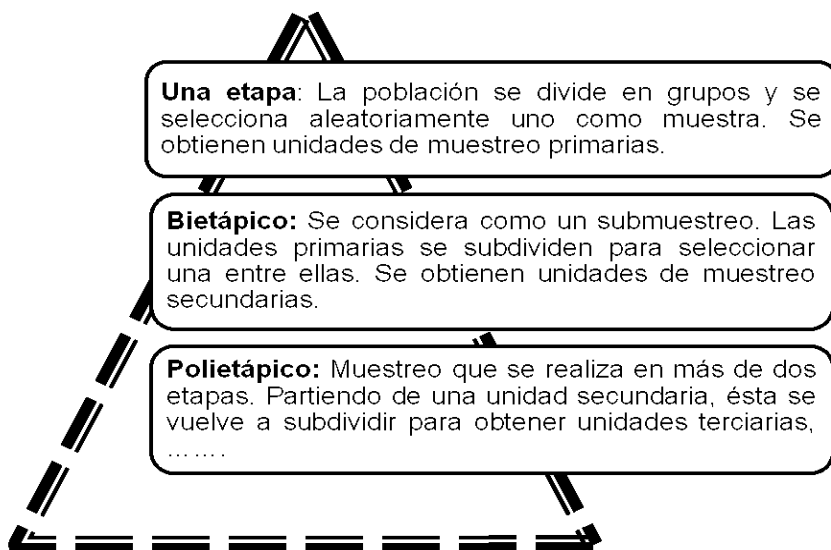 Una etapa: La población se divide en grupos y se
selecciona aleatoriamente uno como muestra. Se
obtienen unidades de muestreo primarias.
Bietápico: Se considera como un submuestreo. Las
unidades primarias se subdividen para seleccionar
una entre ellas. Se obtienen unidades de muestreo
secundarias.
Polietápico: Muestreo que se realiza en más de dos
etapas. Partiendo de una unidad secundaria, ésta se
vuelve a subdividir para obtener unidades terciarias,
... ... .